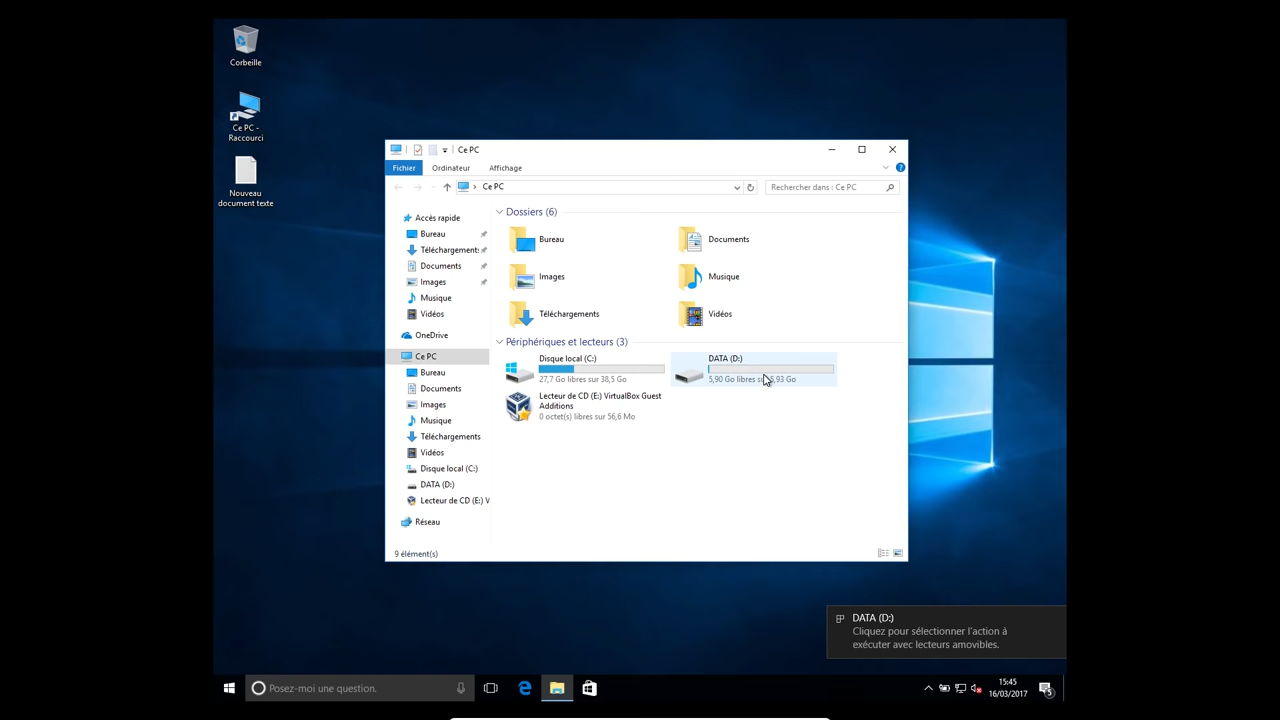 Corbeille
Ce PC -
Raccourci
Nouveau
document texte
Ce PC
Fichier
Ordinateur
Affichage
Ce PC
Rechercher dans : Ce PC
Accès rapide
Bureau
Téléchargements
Documents
Images
Musique
Vidéos
OneDrive
Ce PC
Bureau
Documents
Images
Musique
Téléchargements
Vidéos
Disque local (C:)
DATA (D:)
Lecteur de CD (E:) V
Réseau
Dossiers (6)
Bureau
Documents
Images
Musique
Téléchargements
Vidéos
Périphériques et lecteurs (3)
Disque local (C:)
27,7 Go libres sur 38,5 Go
DATA (D:)
5,90 Go libres su 5,93 Go
Lecteur de CD (E:) VirtualBox Guest
Additions
0 octet(s) libres sur 56,6 Mo
9 élément(s)
DATA (D:)
Cliquez pour sélectionner l'action à
exécuter avec lecteurs amovibles.
Posez-moi une question.
15:45
16/03/2017